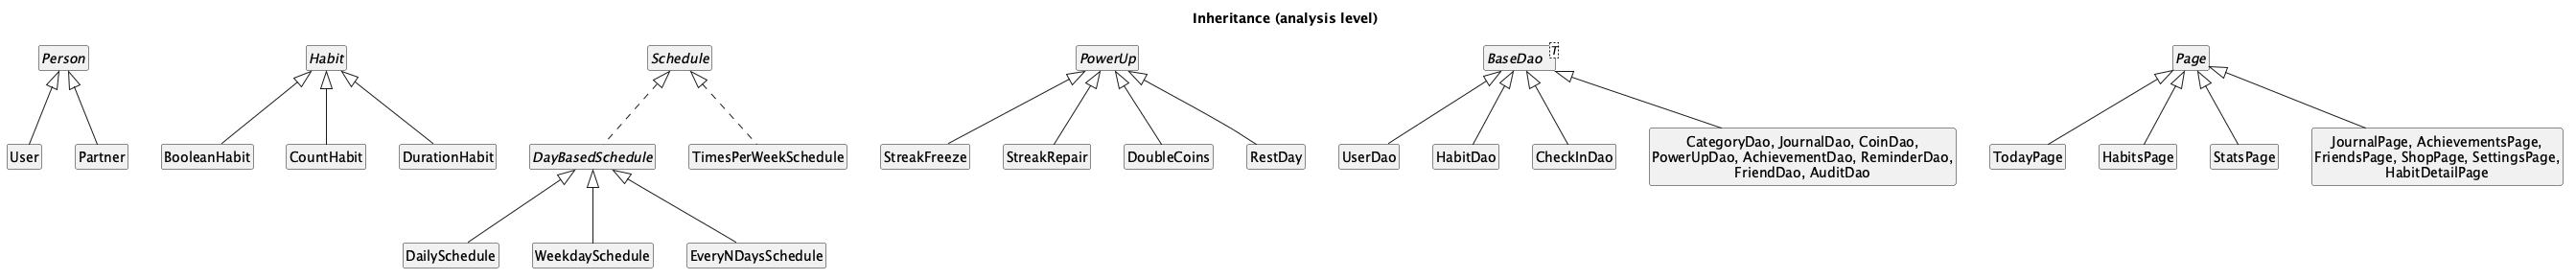 Inheritance (analysis level)
Person
Habit
Schedule
PowerUp
BaseDao
T
Page
User
Partner
BooleanHabit
CountHabit
DurationHabit
DayBasedSchedule
TimesPerWeekSchedule
StreakFreeze
StreakRepair
DoubleCoins
RestDay
UserDao
HabitDao
CheckInDao
CategoryDao, JournalDao, CoinDao,
PowerUpDao, AchievementDao, ReminderDao,
FriendDao, AuditDao
TodayPage
HabitsPage
StatsPage
JournalPage, AchievementsPage,
FriendsPage, ShopPage, SettingsPage,
HabitDetailPage
DailySchedule
WeekdaySchedule
EveryNDaysSchedule